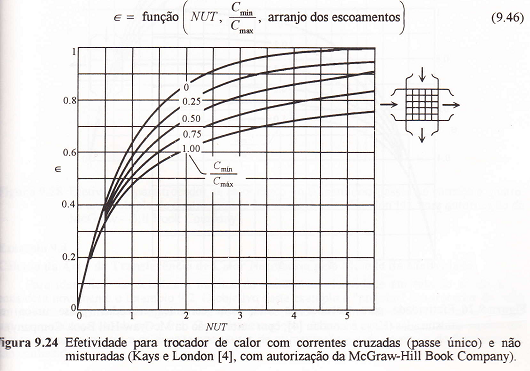 ϵ = função ( NUT, C_min / C_max, arranjo dos escoamentos ) (9.46)
1
0.8
0.6
0.4
0.2
0
ϵ
0
0.25
0.50
0.75
1.00
C_min
C_máx
0 1 2 3 4 5
NUT
igura 9.24 Efetividade para trocador de calor com correntes cruzadas (passe único) e não
misturadas (Kays e London [4], com autorização da McGraw-Hill Book Company).